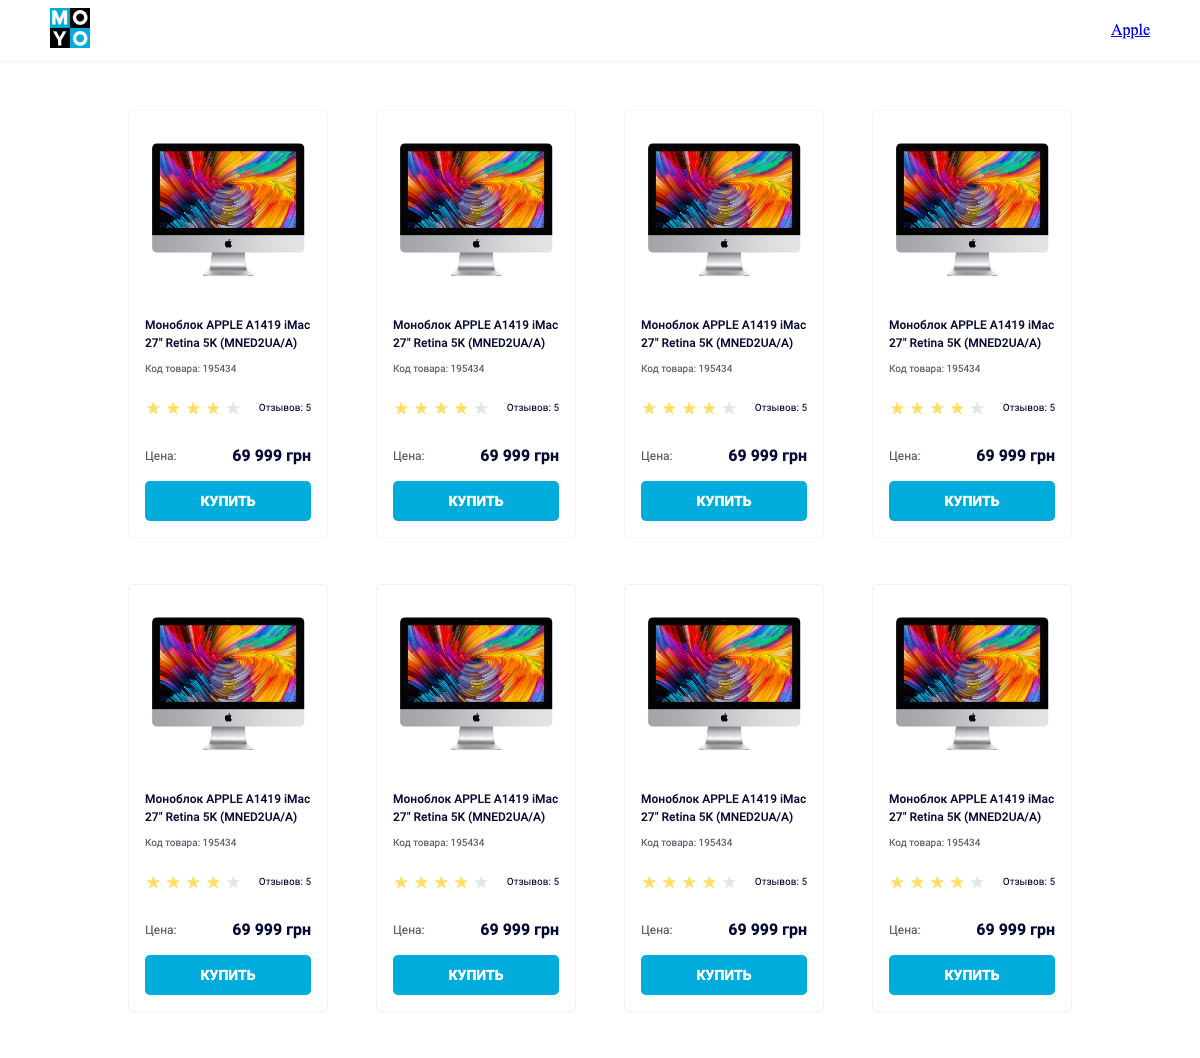 MO
YO
Apple
Моноблок APPLE A1419 iMac
27" Retina 5K (MNED2UA/A)
Код товара: 195434
Отзывов: 5
Цена: 69 999 грн
КУПИТЬ
Моноблок APPLE A1419 iMac
27" Retina 5K (MNED2UA/A)
Код товара: 195434
Отзывов: 5
Цена: 69 999 грн
КУПИТЬ
Моноблок APPLE A1419 iMac
27" Retina 5K (MNED2UA/A)
Код товара: 195434
Отзывов: 5
Цена: 69 999 грн
КУПИТЬ
Моноблок APPLE A1419 iMac
27" Retina 5K (MNED2UA/A)
Код товара: 195434
Отзывов: 5
Цена: 69 999 грн
КУПИТЬ
Моноблок APPLE A1419 iMac
27" Retina 5K (MNED2UA/A)
Код товара: 195434
Отзывов: 5
Цена: 69 999 грн
КУПИТЬ
Моноблок APPLE A1419 iMac
27" Retina 5K (MNED2UA/A)
Код товара: 195434
Отзывов: 5
Цена: 69 999 грн
КУПИТЬ
Моноблок APPLE A1419 iMac
27" Retina 5K (MNED2UA/A)
Код товара: 195434
Отзывов: 5
Цена: 69 999 грн
КУПИТЬ
Моноблок APPLE A1419 iMac
27" Retina 5K (MNED2UA/A)
Код товара: 195434
Отзывов: 5
Цена: 69 999 грн
КУПИТЬ